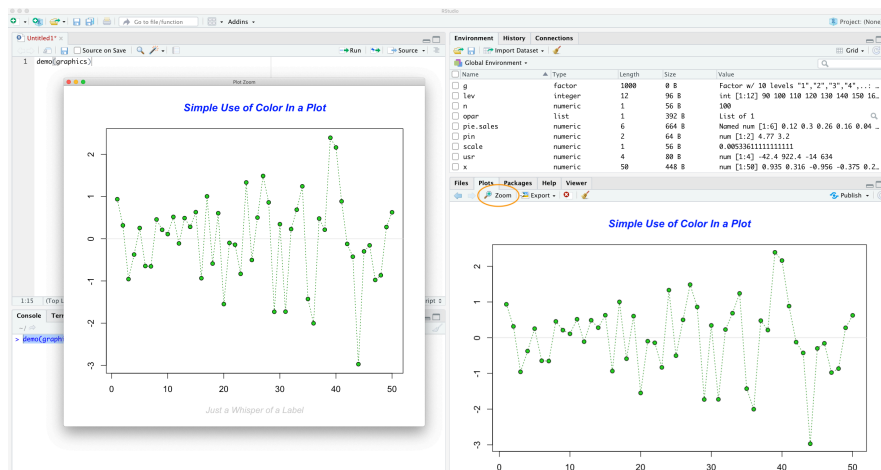 RStudio
Go to file/function
Addins
Project: (None
Untitled1*
Source on Save
Run
Source
1 demo(graphics)
Plot Zoom
Simple Use of Color In a Plot
2
1
0
-1
-2
-3
0 10 20 30 40 50
Just a Whisper of a Label
1:15 (Top L
ript
Console Ter
~/
> demo(graph
Environment History Connections
Import Dataset
Grid
Global Environment
Name Type Length Size Value
g factor 1000 0 B Factor w/ 10 levels "1","2","3","4",..: …
lev integer 12 96 B int [1:12] 90 100 110 120 130 140 150 16…
n numeric 1 56 B 100
opar list 1 392 B List of 1
pie.sales numeric 6 664 B Named num [1:6] 0.12 0.3 0.26 0.16 0.04 …
pin numeric 2 64 B num [1:2] 4.77 3.2
scale numeric 1 56 B 0.00533611111111111
usr numeric 4 80 B num [1:4] -42.4 922.4 -14 634
x numeric 50 448 B num [1:50] 0.935 0.316 -0.956 -0.375 0.2…
Files Plots Packages Help Viewer
Zoom Export
Publish
Simple Use of Color In a Plot
2
1
0
-1
-2
-3
0 10 20 30 40 50